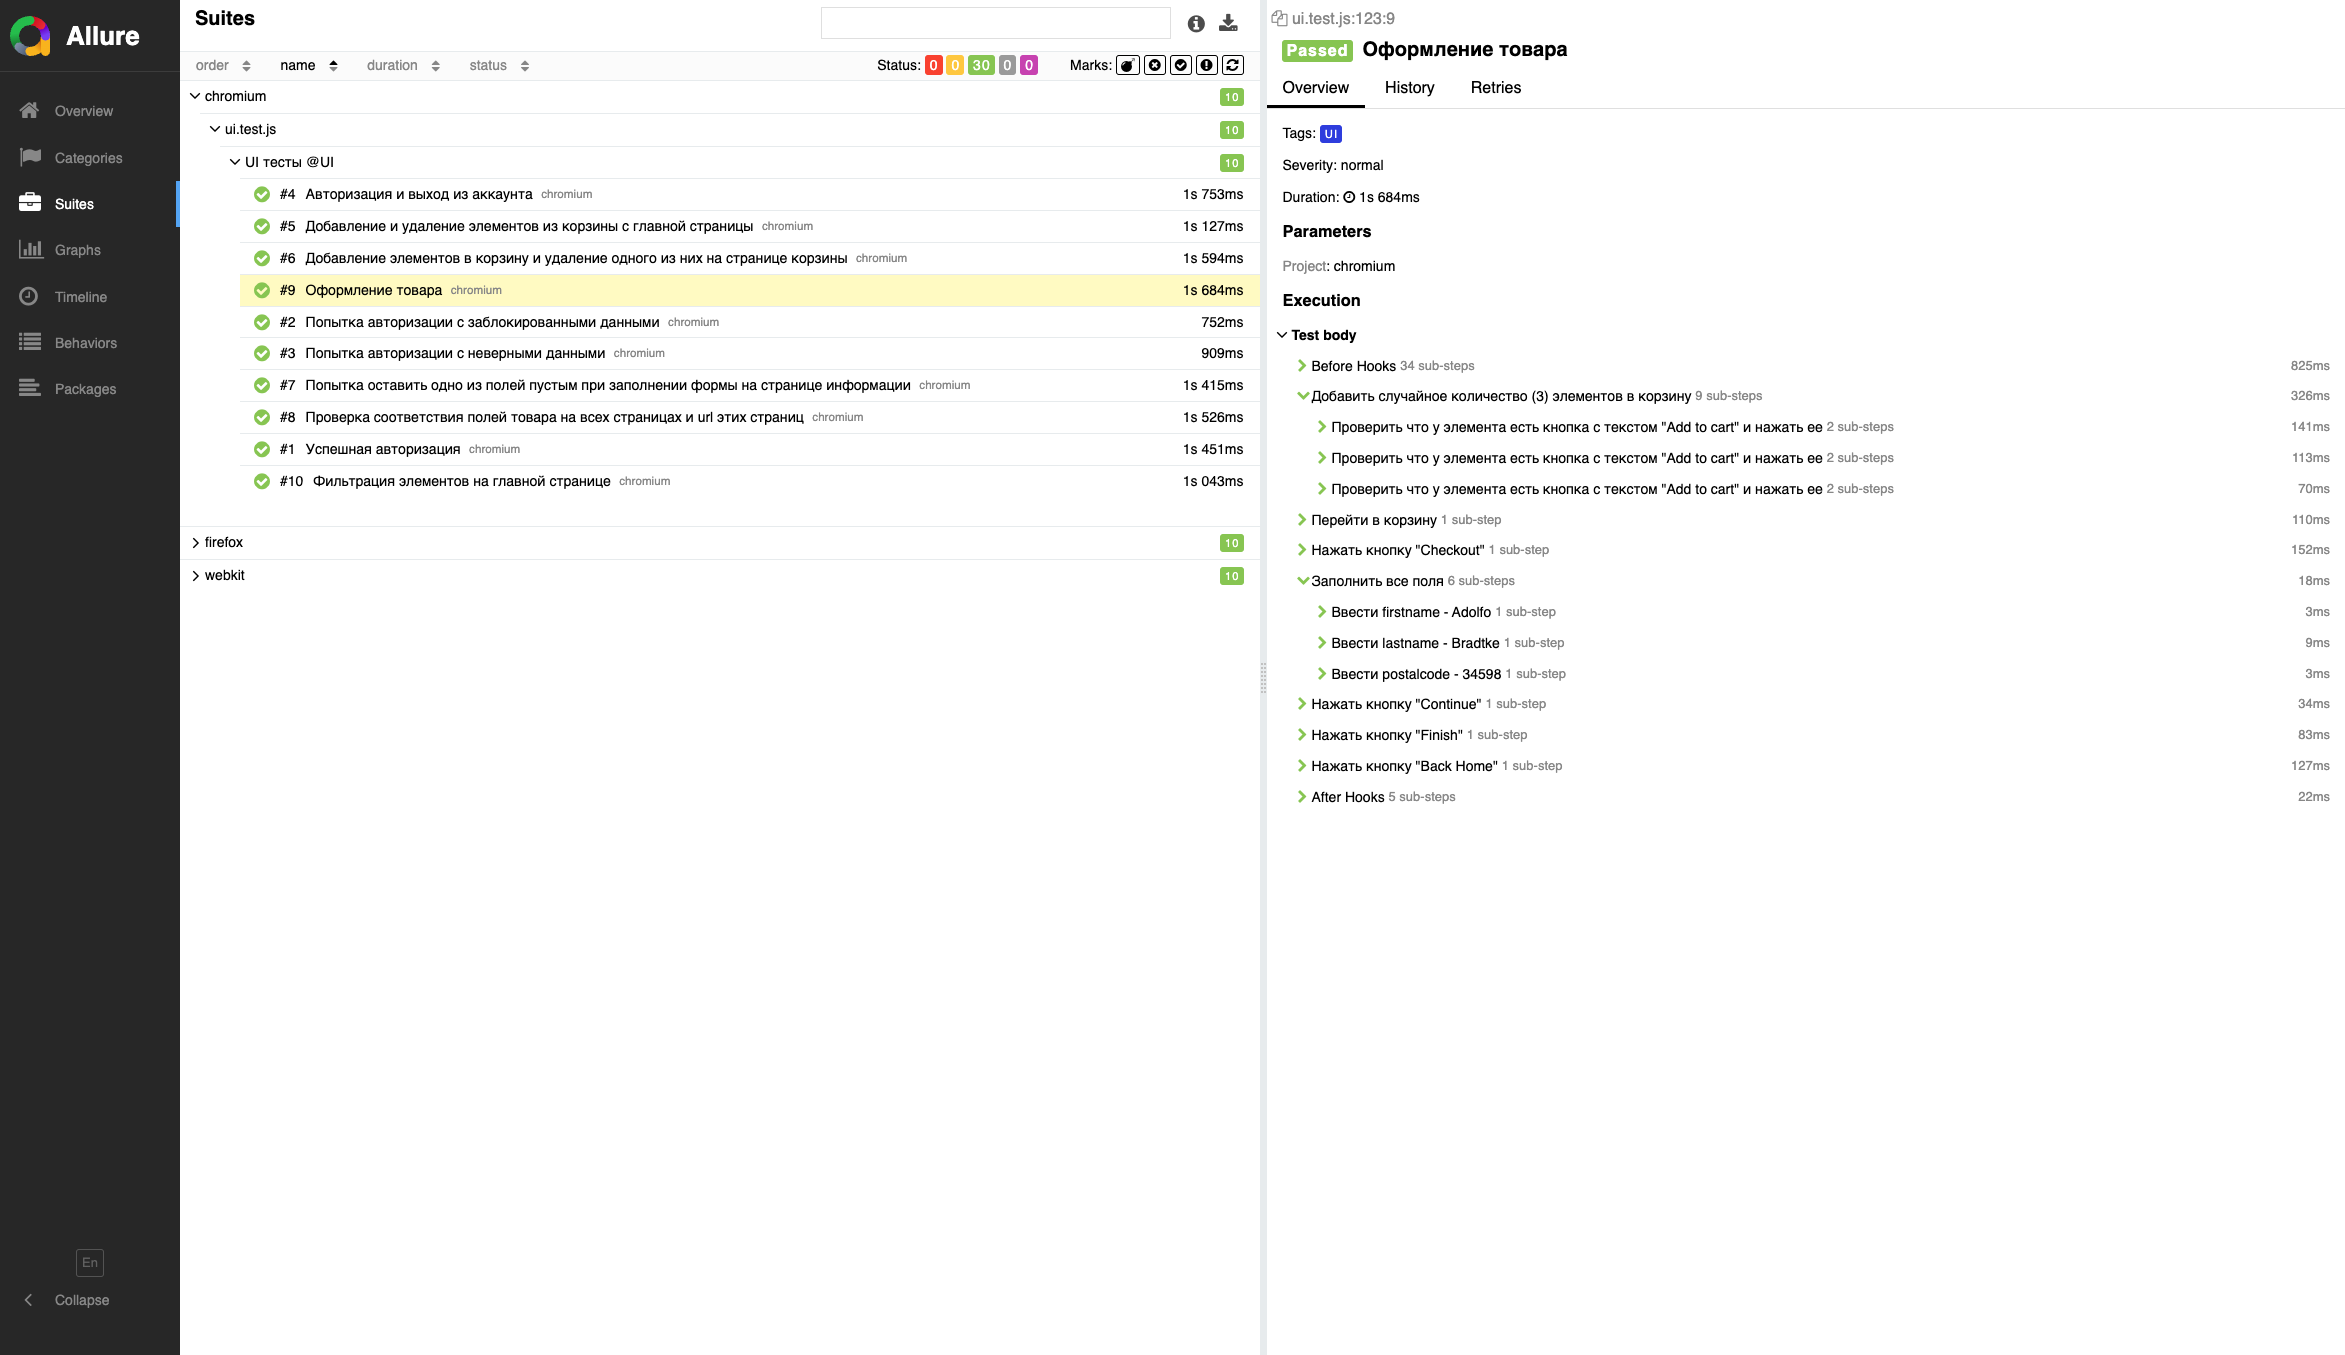 Allure
Overview
Categories
Suites
Graphs
Timeline
Behaviors
Packages
En
Collapse
Suites
order name duration status Status: 0 0 30 0 0 Marks:
chromium 10
ui.test.js 10
UI тесты @UI 10
#4 Авторизация и выход из аккаунта chromium 1s 753ms
#5 Добавление и удаление элементов из корзины с главной страницы chromium 1s 127ms
#6 Добавление элементов в корзину и удаление одного из них на странице корзины chromium 1s 594ms
#9 Оформление товара chromium 1s 684ms
#2 Попытка авторизации с заблокированными данными chromium 752ms
#3 Попытка авторизации с неверными данными chromium 909ms
#7 Попытка оставить одно из полей пустым при заполнении формы на странице информации chromium 1s 415ms
#8 Проверка соответствия полей товара на всех страницах и url этих страниц chromium 1s 526ms
#1 Успешная авторизация chromium 1s 451ms
#10 Фильтрация элементов на главной странице chromium 1s 043ms
firefox 10
webkit 10
ui.test.js:123:9
Passed Оформление товара
Overview History Retries
Tags: UI
Severity: normal
Duration: 1s 684ms
Parameters
Project: chromium
Execution
Test body
Before Hooks 34 sub-steps 825ms
Добавить случайное количество (3) элементов в корзину 9 sub-steps 326ms
Проверить что у элемента есть кнопка с текстом "Add to cart" и нажать ее 2 sub-steps 141ms
Проверить что у элемента есть кнопка с текстом "Add to cart" и нажать ее 2 sub-steps 113ms
Проверить что у элемента есть кнопка с текстом "Add to cart" и нажать ее 2 sub-steps 70ms
Перейти в корзину 1 sub-step 110ms
Нажать кнопку "Checkout" 1 sub-step 152ms
Заполнить все поля 6 sub-steps 18ms
Ввести firstname - Adolfo 1 sub-step 3ms
Ввести lastname - Bradtke 1 sub-step 9ms
Ввести postalcode - 34598 1 sub-step 3ms
Нажать кнопку "Continue" 1 sub-step 34ms
Нажать кнопку "Finish" 1 sub-step 83ms
Нажать кнопку "Back Home" 1 sub-step 127ms
After Hooks 5 sub-steps 22ms